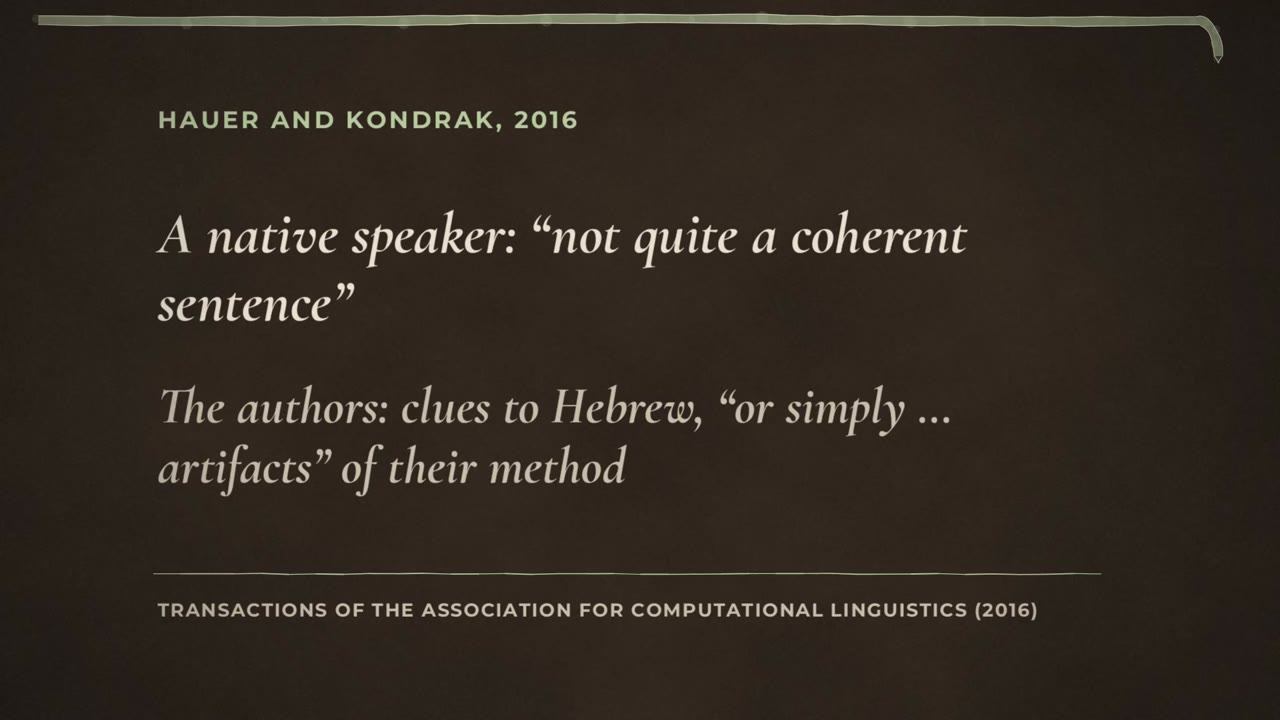 HAUER AND KONDRAK, 2016
A native speaker: “not quite a coherent
sentence”
The authors: clues to Hebrew, “or simply ...
artifacts” of their method
TRANSACTIONS OF THE ASSOCIATION FOR COMPUTATIONAL LINGUISTICS (2016)